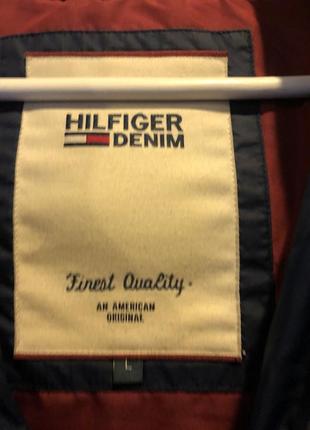 HILFIGER
DENIM
Finest Quality.
AN AMERICAN
ORIGINAL
L